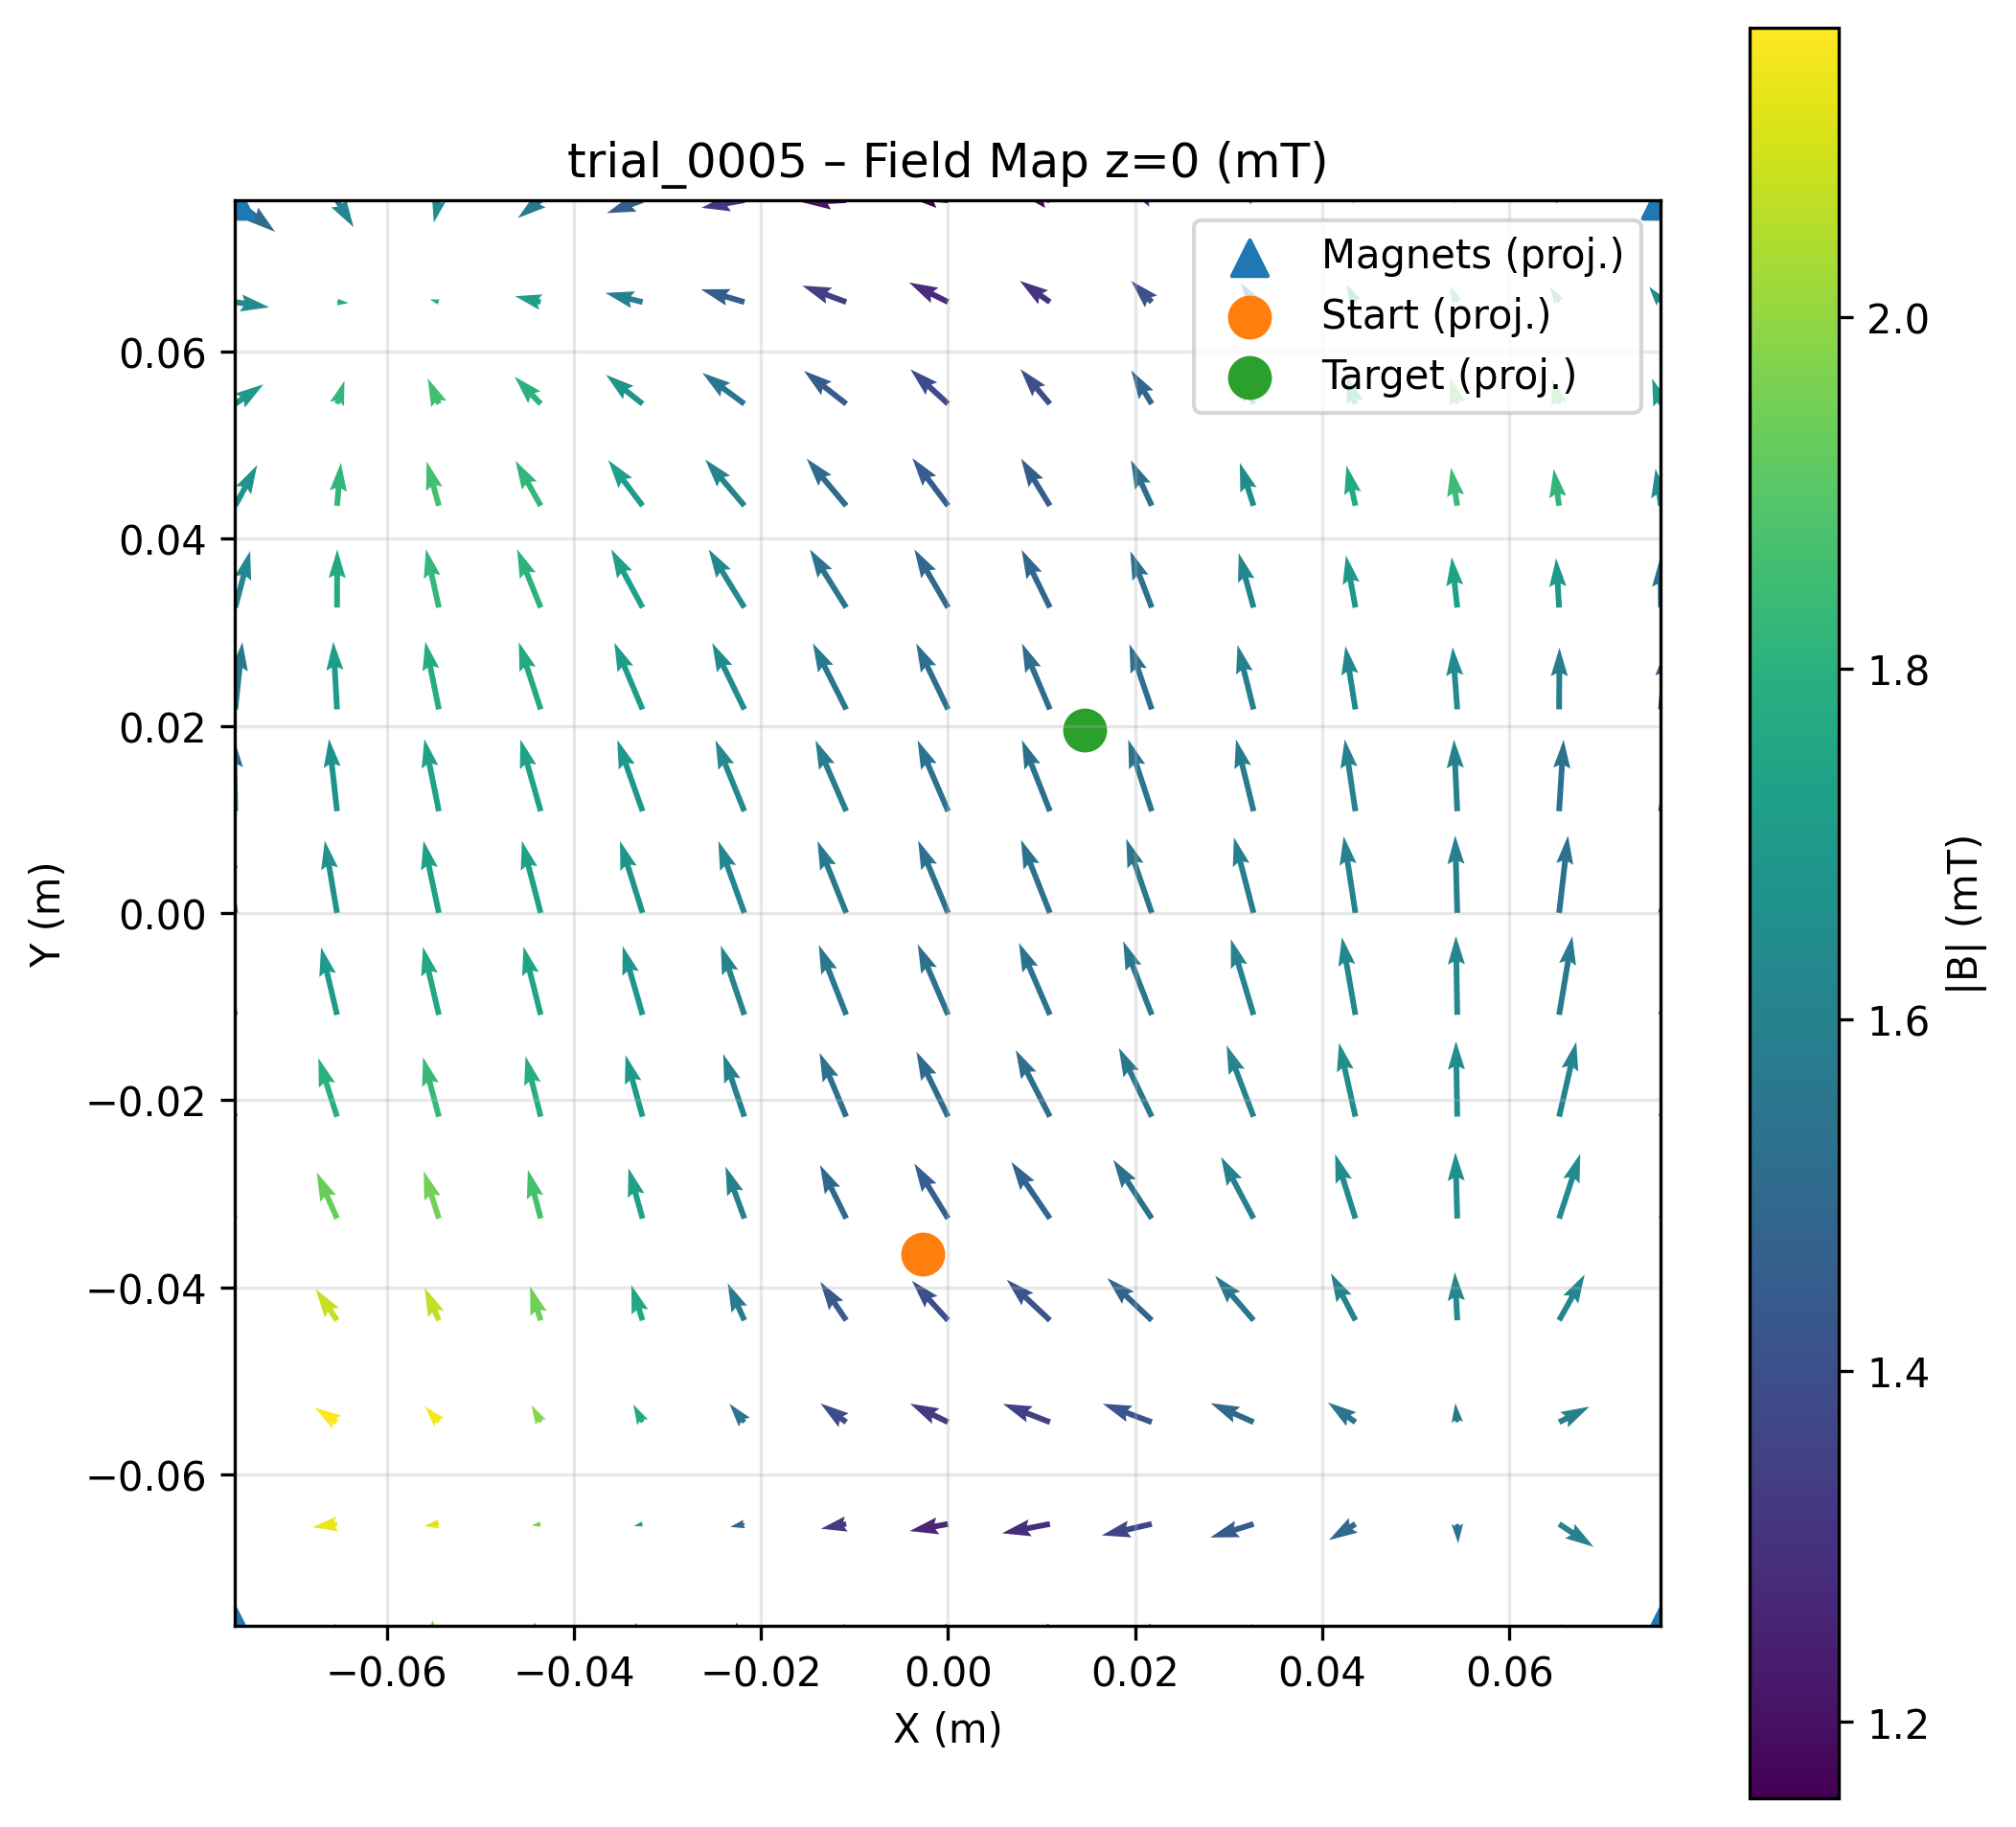 trial_0005 – Field Map z=0 (mT)
Magnets (proj.)
Start (proj.)
Target (proj.)
0.06
0.04
0.02
0.00
−0.02
−0.04
−0.06
Y (m)
−0.06 −0.04 −0.02 0.00 0.02 0.04 0.06
X (m)
2.0
1.8
1.6
1.4
1.2
|B| (mT)